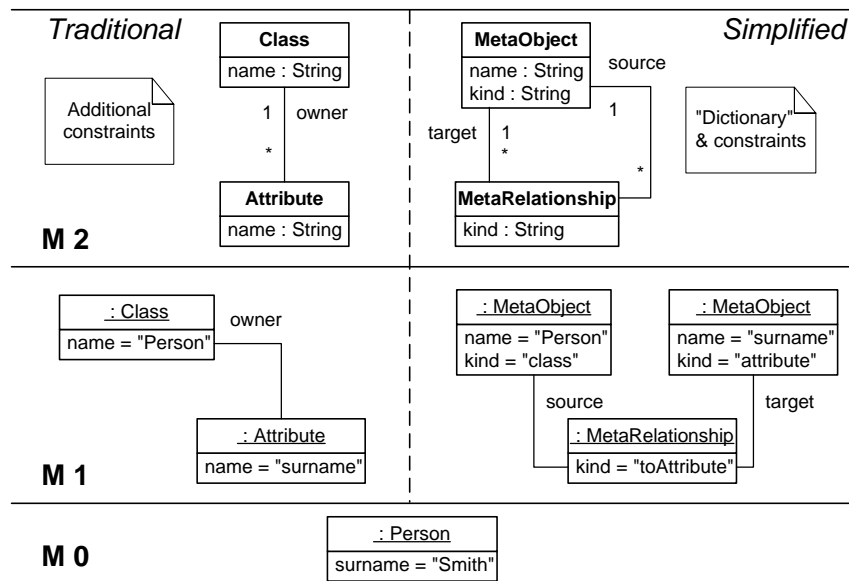 Traditional
Simplified
Class
name : String
Additional
constraints
1
owner
*
Attribute
name : String
M 2
MetaObject
name : String
kind : String
source
1
target
1
*
*
MetaRelationship
kind : String
"Dictionary"
& constraints
: Class
name = "Person"
owner
: Attribute
name = "surname"
M 1
: MetaObject
name = "Person"
kind = "class"
: MetaObject
name = "surname"
kind = "attribute"
source
target
: MetaRelationship
kind = "toAttribute"
M 0
: Person
surname = "Smith"